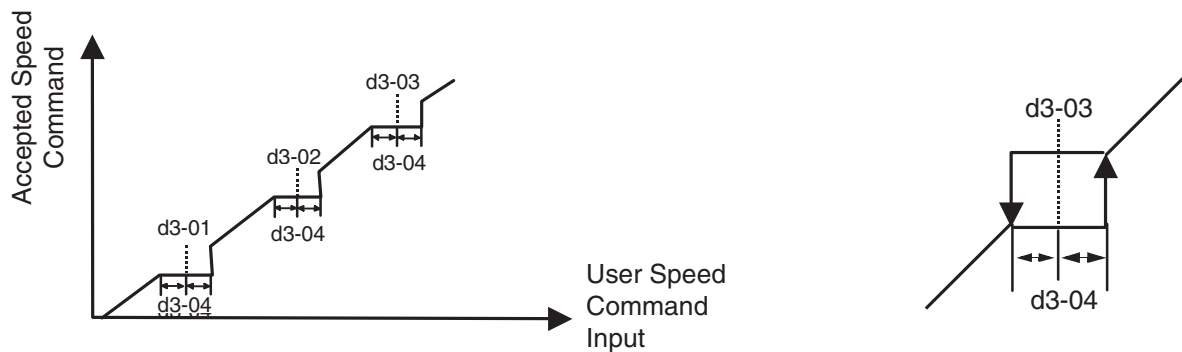 Accepted Speed
Command
d3-03
d3-04
d3-02
d3-04
d3-01
d3-04
User Speed
Command
Input
d3-03
d3-04